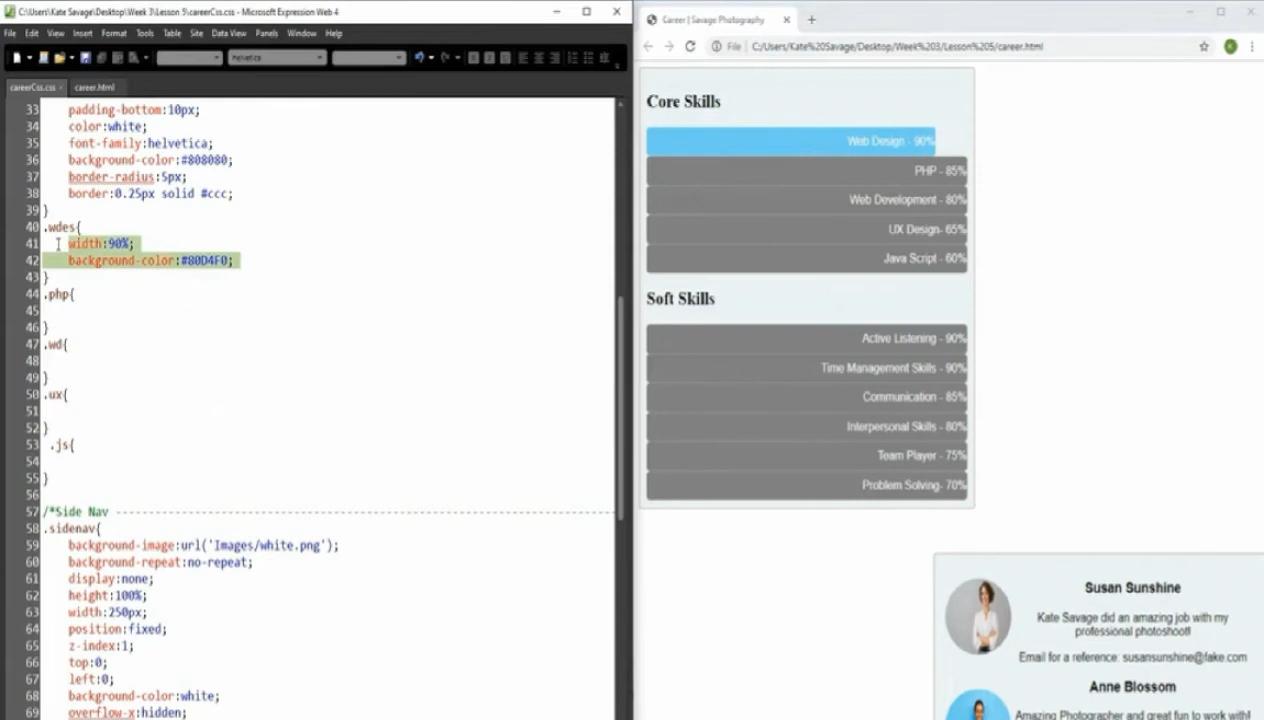 C:\Users\Kate Savage\Desktop\Week 3\Lesson 5\careerCss.css - Microsoft Expression Web 4
File Edit View Insert Format Tools Table Site Data View Panels Window Help
helvetica
careerCss.css career.html
33 padding-bottom:10px;
34 color:white;
35 font-family:helvetica;
36 background-color:#808080;
37 border-radius:5px;
38 border:0.25px solid #ccc;
39 }
40 .wdes{
41 width:90%;
42 background-color:#80D4F0;
43 }
44 .php{
45
46 }
47 .wd{
48
49 }
50 .ux{
51
52 }
53 .js{
54
55 }
56
57 /*Side Nav --------------------------------
58 .sidenav{
59 background-image:url('Images/white.png');
60 background-repeat:no-repeat;
61 display:none;
62 height:100%;
63 width:250px;
64 position:fixed;
65 z-index:1;
66 top:0;
67 left:0;
68 background-color:white;
69 overflow-x:hidden;
Career | Savage Photography
File C:/Users/Kate%20Savage/Desktop/Week%203/Lesson%205/career.html
K
Core Skills
Web Design - 90%
PHP - 85%
Web Development - 80%
UX Design- 65%
Java Script - 60%
Soft Skills
Active Listening - 90%
Time Management Skills - 90%
Communication - 85%
Interpersonal Skills - 80%
Team Player - 75%
Problem Solving- 70%
Susan Sunshine
Kate Savage did an amazing job with my
professional photoshoot!
Email for a reference: susansunshine@fake.com
Anne Blossom
Amazing Photographer and great fun to work with!